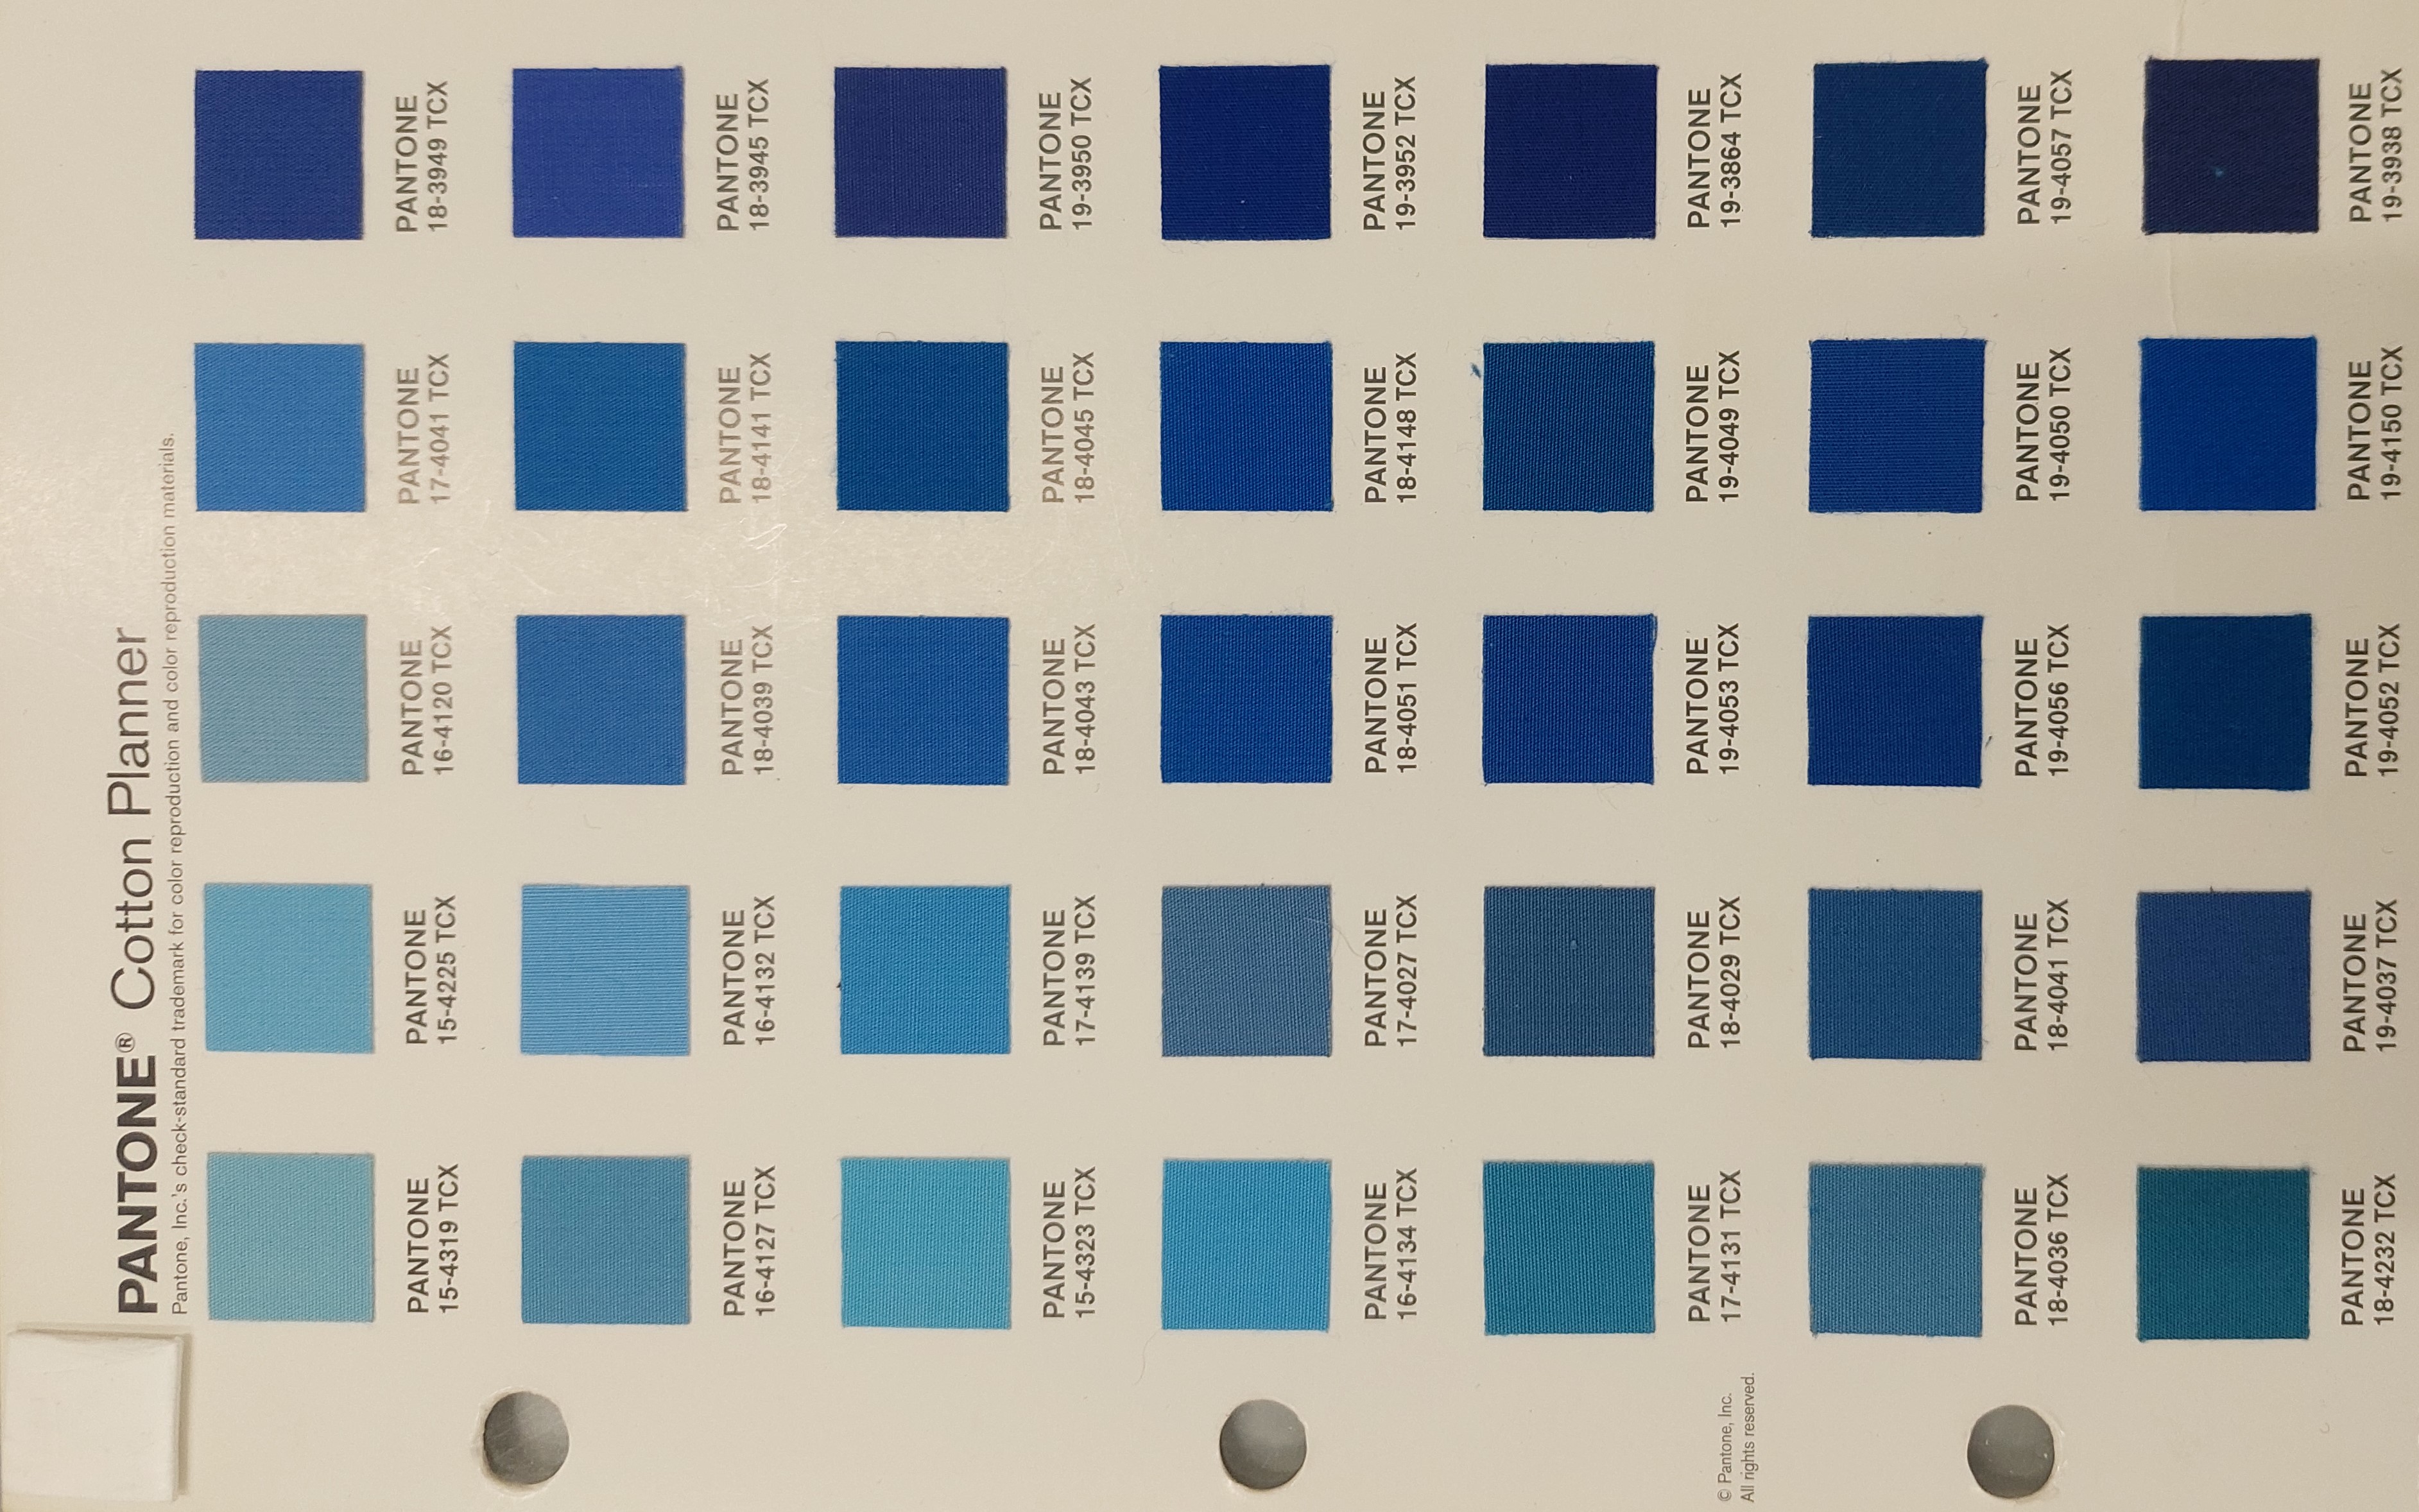 PANTONE® Cotton Planner
Pantone, Inc.'s check-standard trademark for color reproduction and color reproduction materials.
PANTONE PANTONE PANTONE PANTONE PANTONE
15-4319 TCX 15-4225 TCX 16-4120 TCX 17-4041 TCX 18-3949 TCX
PANTONE PANTONE PANTONE PANTONE PANTONE
16-4127 TCX 16-4132 TCX 18-4039 TCX 18-4141 TCX 18-3945 TCX
PANTONE PANTONE PANTONE PANTONE PANTONE
15-4323 TCX 17-4139 TCX 18-4043 TCX 18-4045 TCX 19-3950 TCX
PANTONE PANTONE PANTONE PANTONE PANTONE
16-4134 TCX 17-4027 TCX 18-4051 TCX 18-4148 TCX 19-3952 TCX
PANTONE PANTONE PANTONE PANTONE PANTONE
17-4131 TCX 18-4029 TCX 19-4053 TCX 19-4049 TCX 19-3864 TCX
© Pantone, Inc.
All rights reserved.
PANTONE PANTONE PANTONE PANTONE PANTONE
18-4036 TCX 18-4041 TCX 19-4056 TCX 19-4050 TCX 19-4057 TCX
PANTONE PANTONE PANTONE PANTONE PANTONE
18-4232 TCX 19-4037 TCX 19-4052 TCX 19-4150 TCX 19-3938 TCX